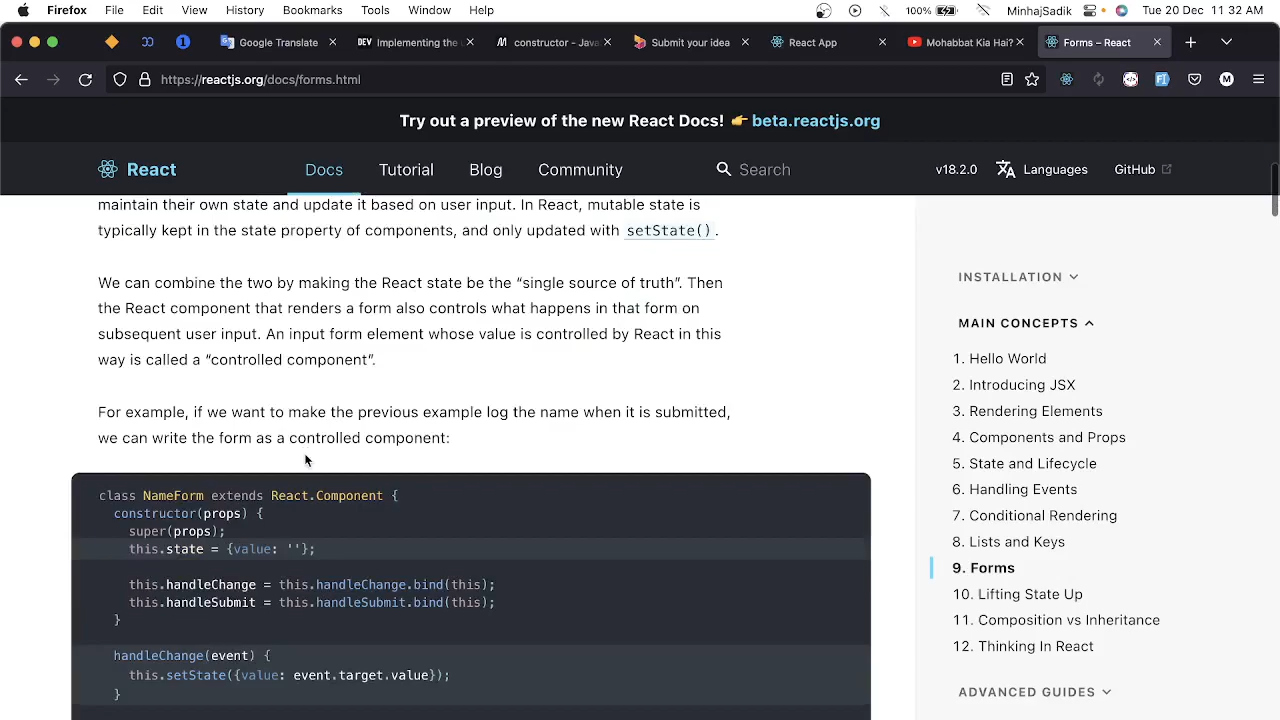 Firefox File Edit View History Bookmarks Tools Window Help 100% MinhajSadik Tue 20 Dec 11:32 AM
Google Translate DEV Implementing the constructor - Java Submit your idea React App Mohabbat Kia Hai? Forms – React
https://reactjs.org/docs/forms.html
M
Try out a preview of the new React Docs! 👉 beta.reactjs.org
React Docs Tutorial Blog Community Search v18.2.0 Languages GitHub
maintain their own state and update it based on user input. In React, mutable state is
typically kept in the state property of components, and only updated with setState().
We can combine the two by making the React state be the “single source of truth”. Then
the React component that renders a form also controls what happens in that form on
subsequent user input. An input form element whose value is controlled by React in this
way is called a “controlled component”.
For example, if we want to make the previous example log the name when it is submitted,
we can write the form as a controlled component:
class NameForm extends React.Component {
constructor(props) {
super(props);
this.state = {value: ''};
this.handleChange = this.handleChange.bind(this);
this.handleSubmit = this.handleSubmit.bind(this);
}
handleChange(event) {
this.setState({value: event.target.value});
}
INSTALLATION
MAIN CONCEPTS
1. Hello World
2. Introducing JSX
3. Rendering Elements
4. Components and Props
5. State and Lifecycle
6. Handling Events
7. Conditional Rendering
8. Lists and Keys
9. Forms
10. Lifting State Up
11. Composition vs Inheritance
12. Thinking In React
ADVANCED GUIDES